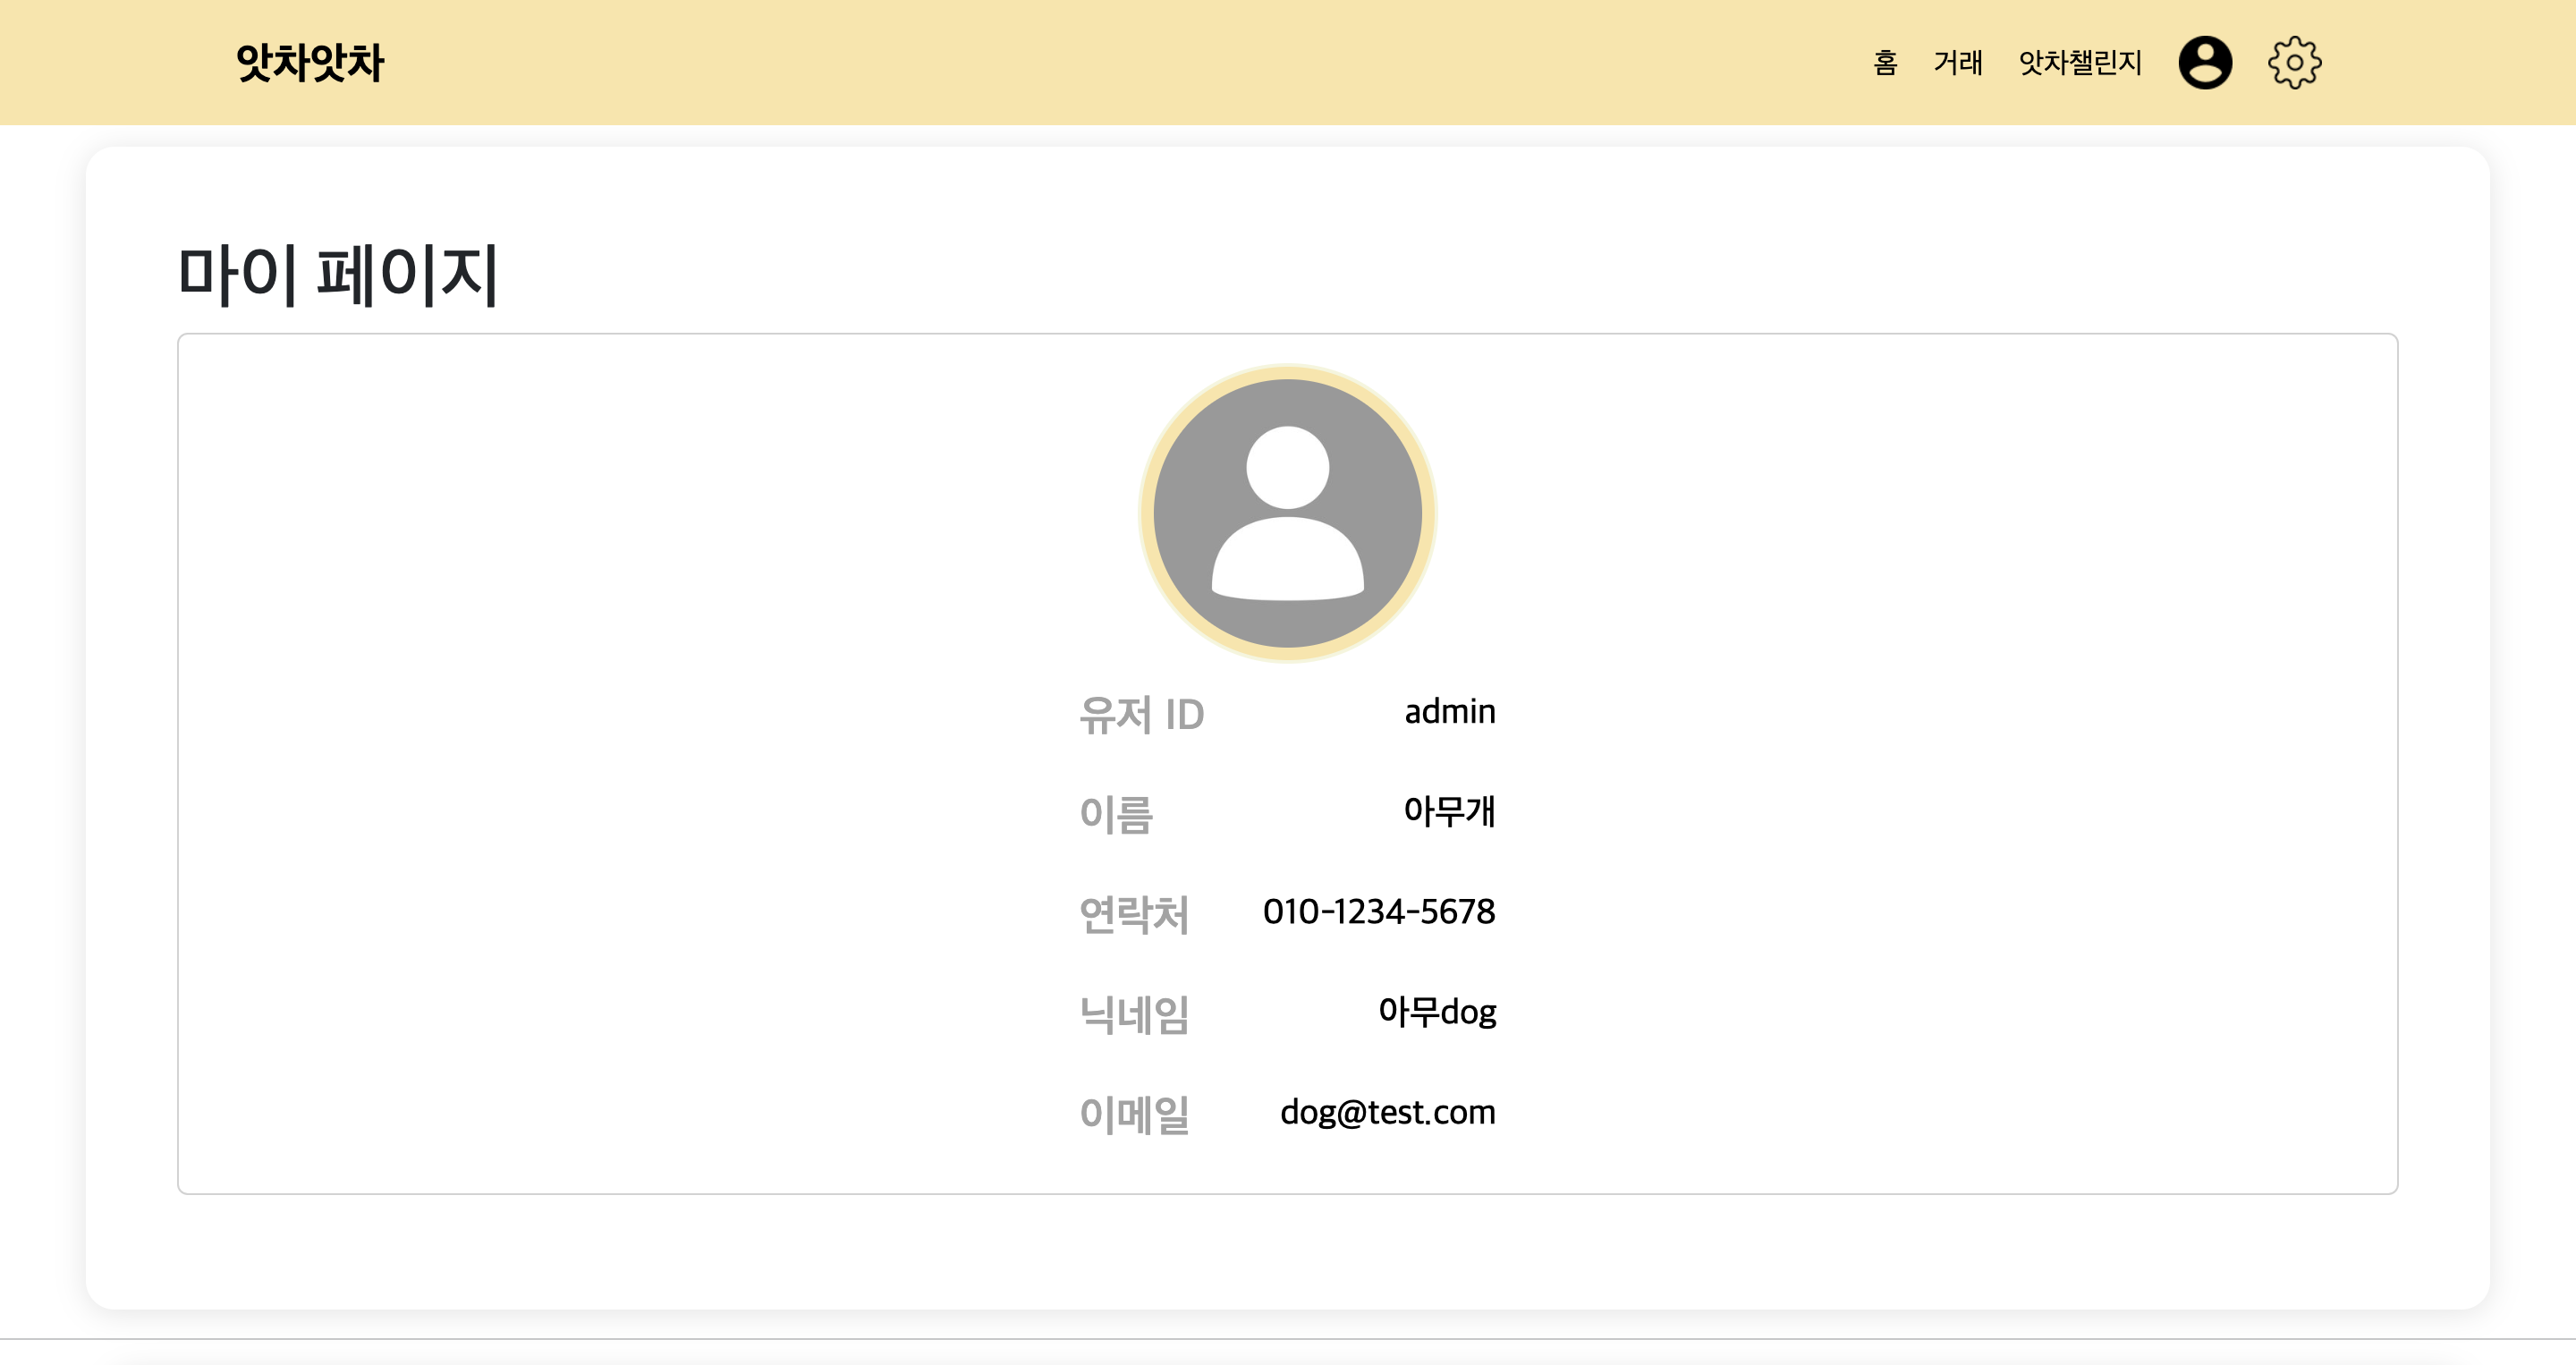 앗차앗차 홈 거래 앗차챌린지
마이 페이지
유저 ID admin
이름 아무개
연락처 010-1234-5678
닉네임 아무dog
이메일 dog@test.com